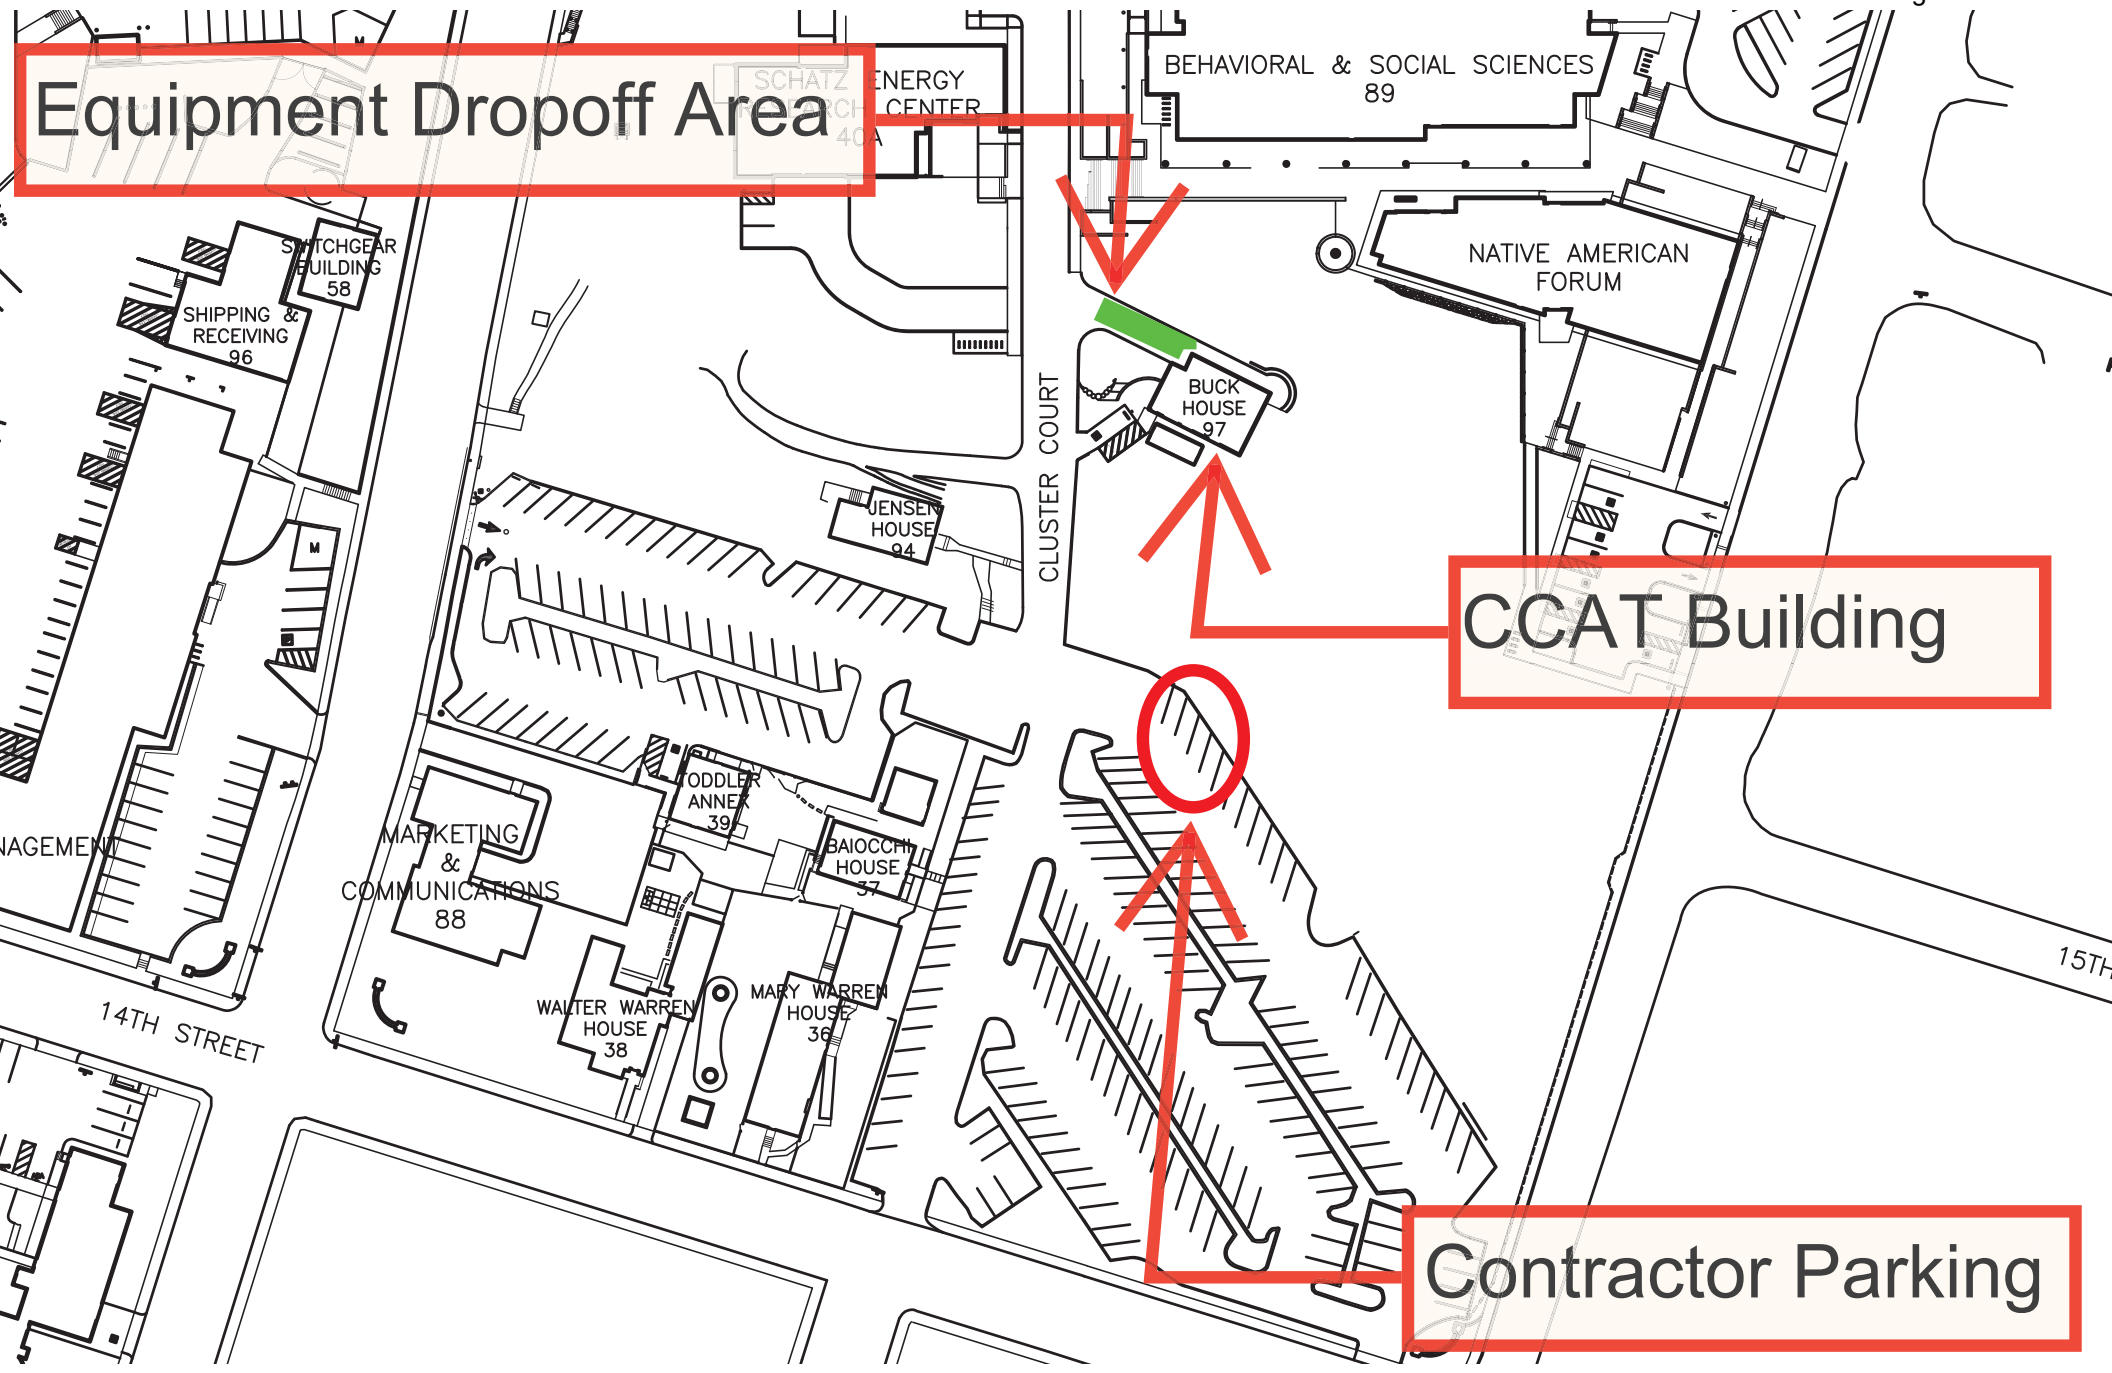 Equipment Dropoff Area
SCHATZ ENERGY
RESEARCH CENTER
40A
BEHAVIORAL & SOCIAL SCIENCES
89
M
SWITCHGEAR
BUILDING
58
NATIVE AMERICAN
FORUM
SHIPPING &
RECEIVING
96
BUCK
HOUSE
97
CLUSTER COURT
JENSEN
HOUSE
94
M
CCAT Building
TODDLER
ANNEX
39
MARKETING
&
COMMUNICATIONS
88
NAGEMENT
BAIOCCHI
HOUSE
37
15TH
MARY WARREN
HOUSE
36
WALTER WARREN
HOUSE
38
14TH STREET
Contractor Parking